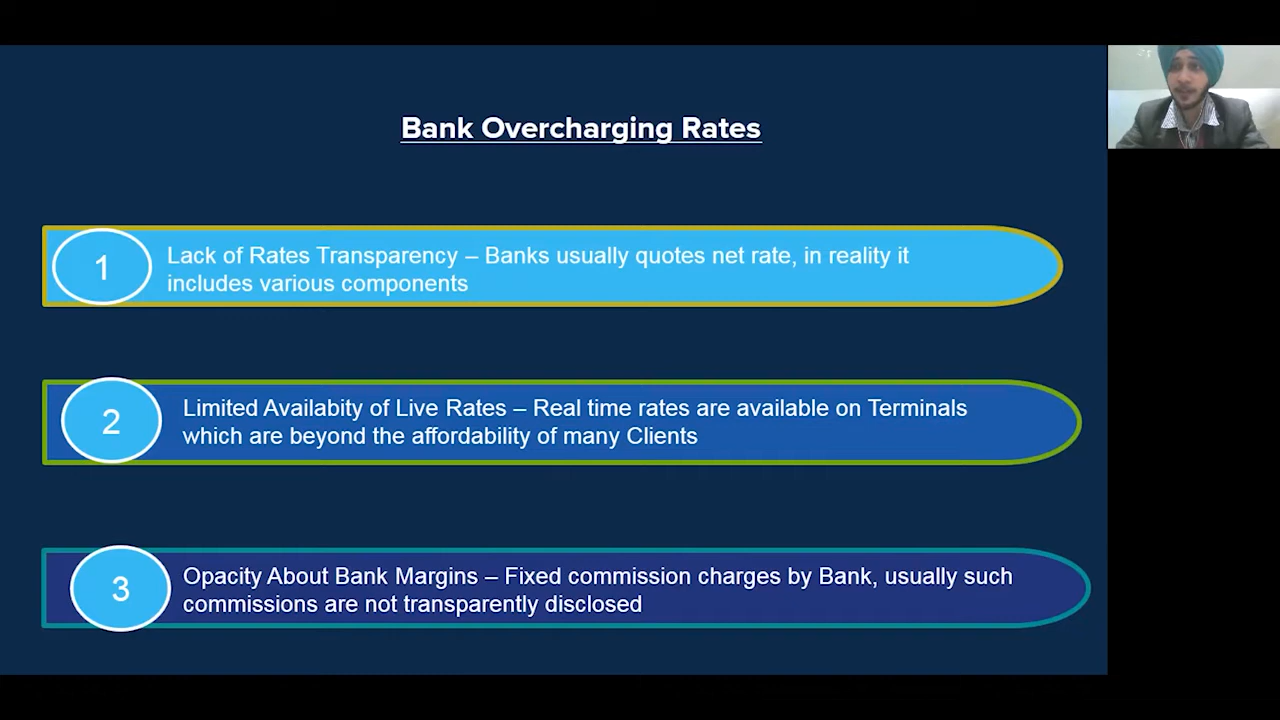 Bank Overcharging Rates
1
Lack of Rates Transparency – Banks usually quotes net rate, in reality it
includes various components
2
Limited Availabity of Live Rates – Real time rates are available on Terminals
which are beyond the affordability of many Clients
3
Opacity About Bank Margins – Fixed commission charges by Bank, usually such
commissions are not transparently disclosed